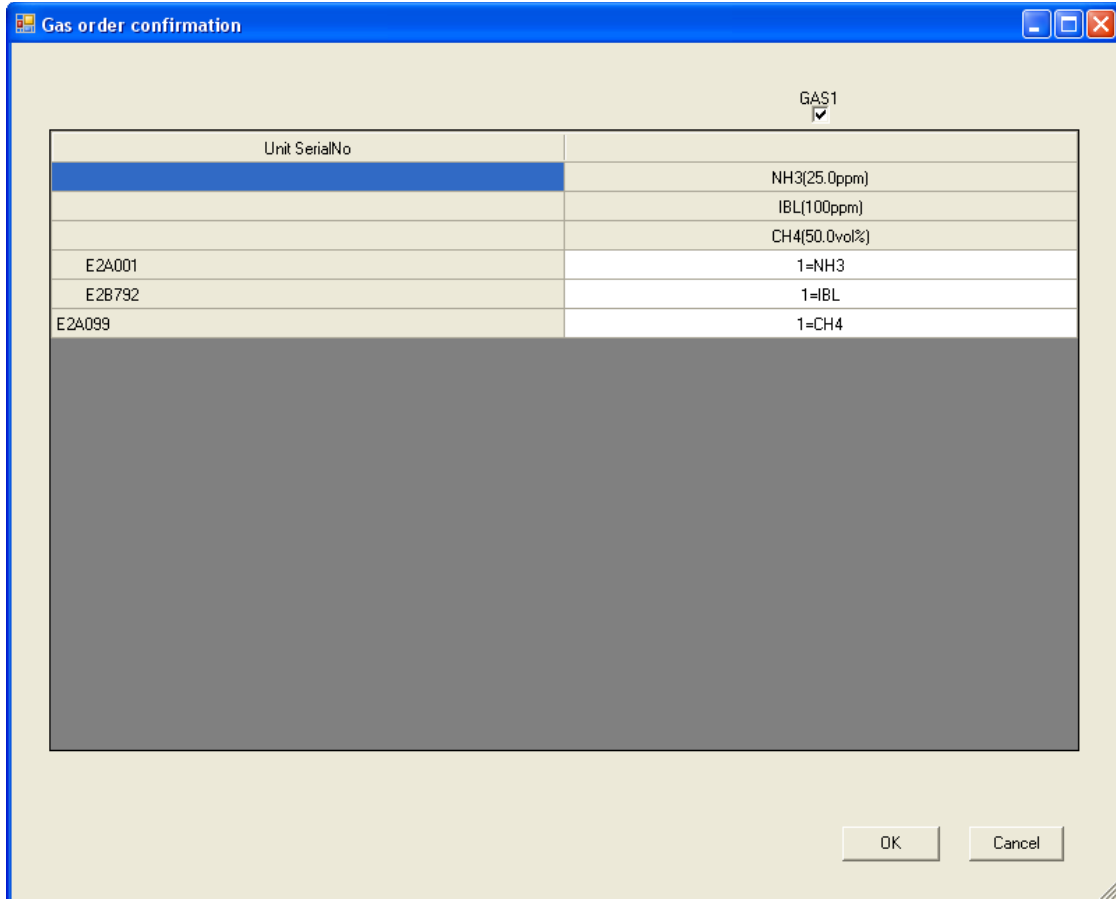 Gas order confirmation
GAS1
Unit SerialNo
NH3(25.0ppm)
IBL(100ppm)
CH4(50.0vol%)
E2A001 1=NH3
E2B792 1=IBL
E2A099 1=CH4
OK Cancel